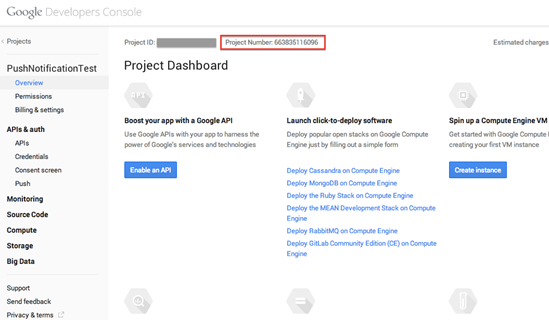 Google Developers Console
Projects
Project ID:
Project Number: 663835116096
Estimated charges
PushNotificationTest
Overview
Permissions
Billing & settings
APIs & auth
APIs
Credentials
Consent screen
Push
Monitoring
Source Code
Compute
Storage
Big Data
Support
Send feedback
Privacy & terms
Project Dashboard
API
Boost your app with a Google API
Use Google APIs with your app to harness the
power of Google's services and technologies
Enable an API
Launch click-to-deploy software
Deploy popular open stacks on Google Compute
Engine just by filling out a simple form
Deploy Cassandra on Compute Engine
Deploy MongoDB on Compute Engine
Deploy the Ruby Stack on Compute Engine
Deploy the MEAN Development Stack on Compute
Engine
Deploy RabbitMQ on Compute Engine
Deploy GitLab Community Edition (CE) on Compute
Engine
Spin up a Compute Engine VM
Get started with Google
creating your first VM instance
Create instance